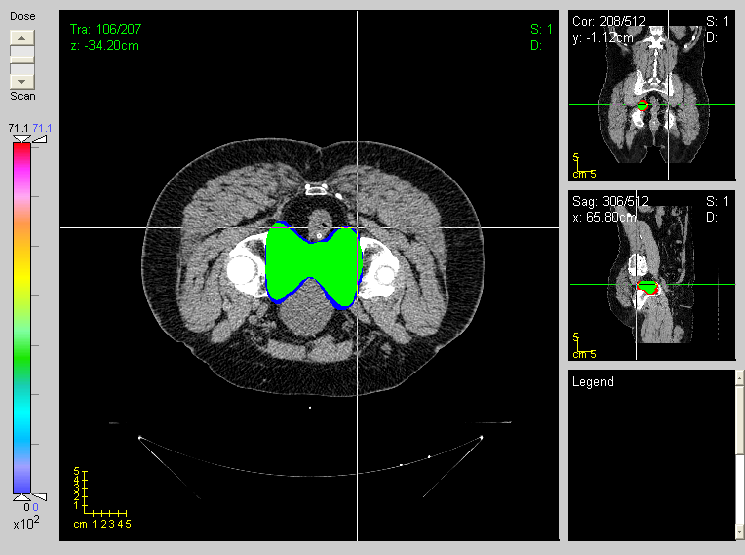 Dose
Scan
71.1 71.1
0 0
x10²
Tra: 106/207
z: -34.20cm
S: 1
D:
5
4
3
2
1
cm 1 2 3 4 5
Cor: 208/512
y: -1.12cm
S: 1
D:
5
cm 5
Sag: 306/512
x: 65.80cm
S: 1
D:
5
cm 5
Legend